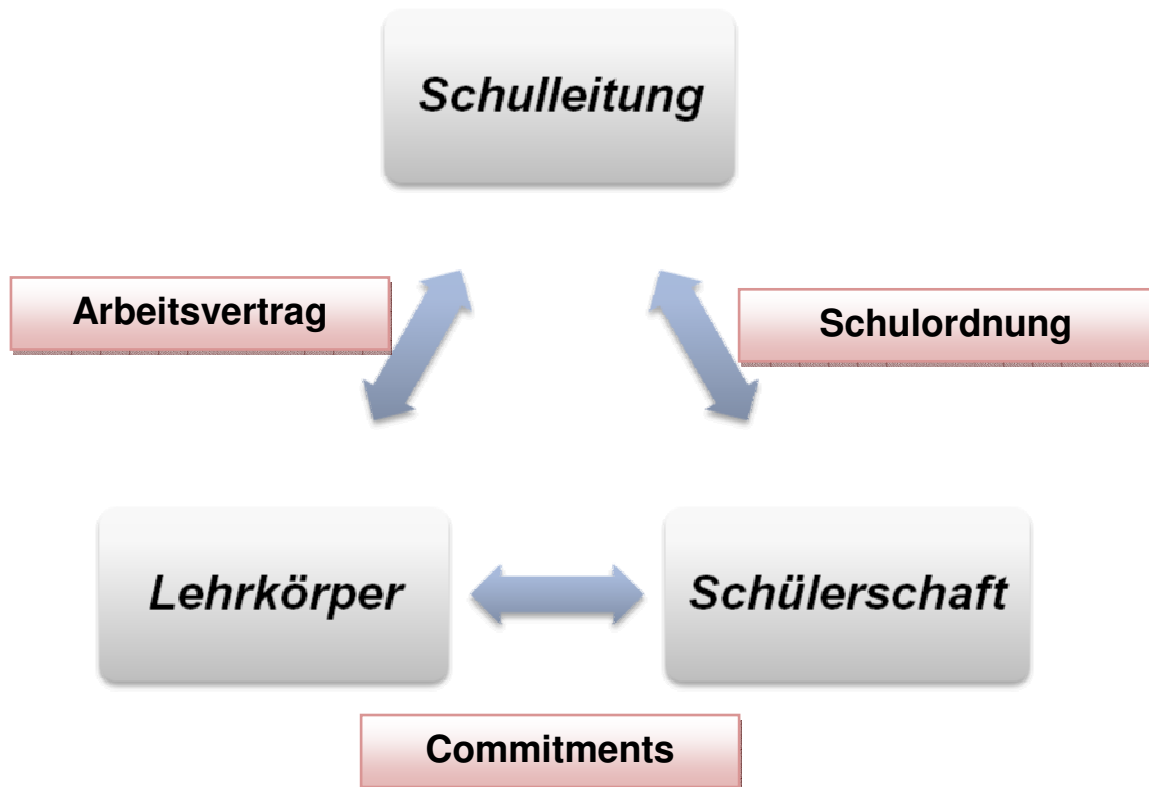 Schulleitung
Arbeitsvertrag
Schulordnung
Lehrkörper
Schülerschaft
Commitments